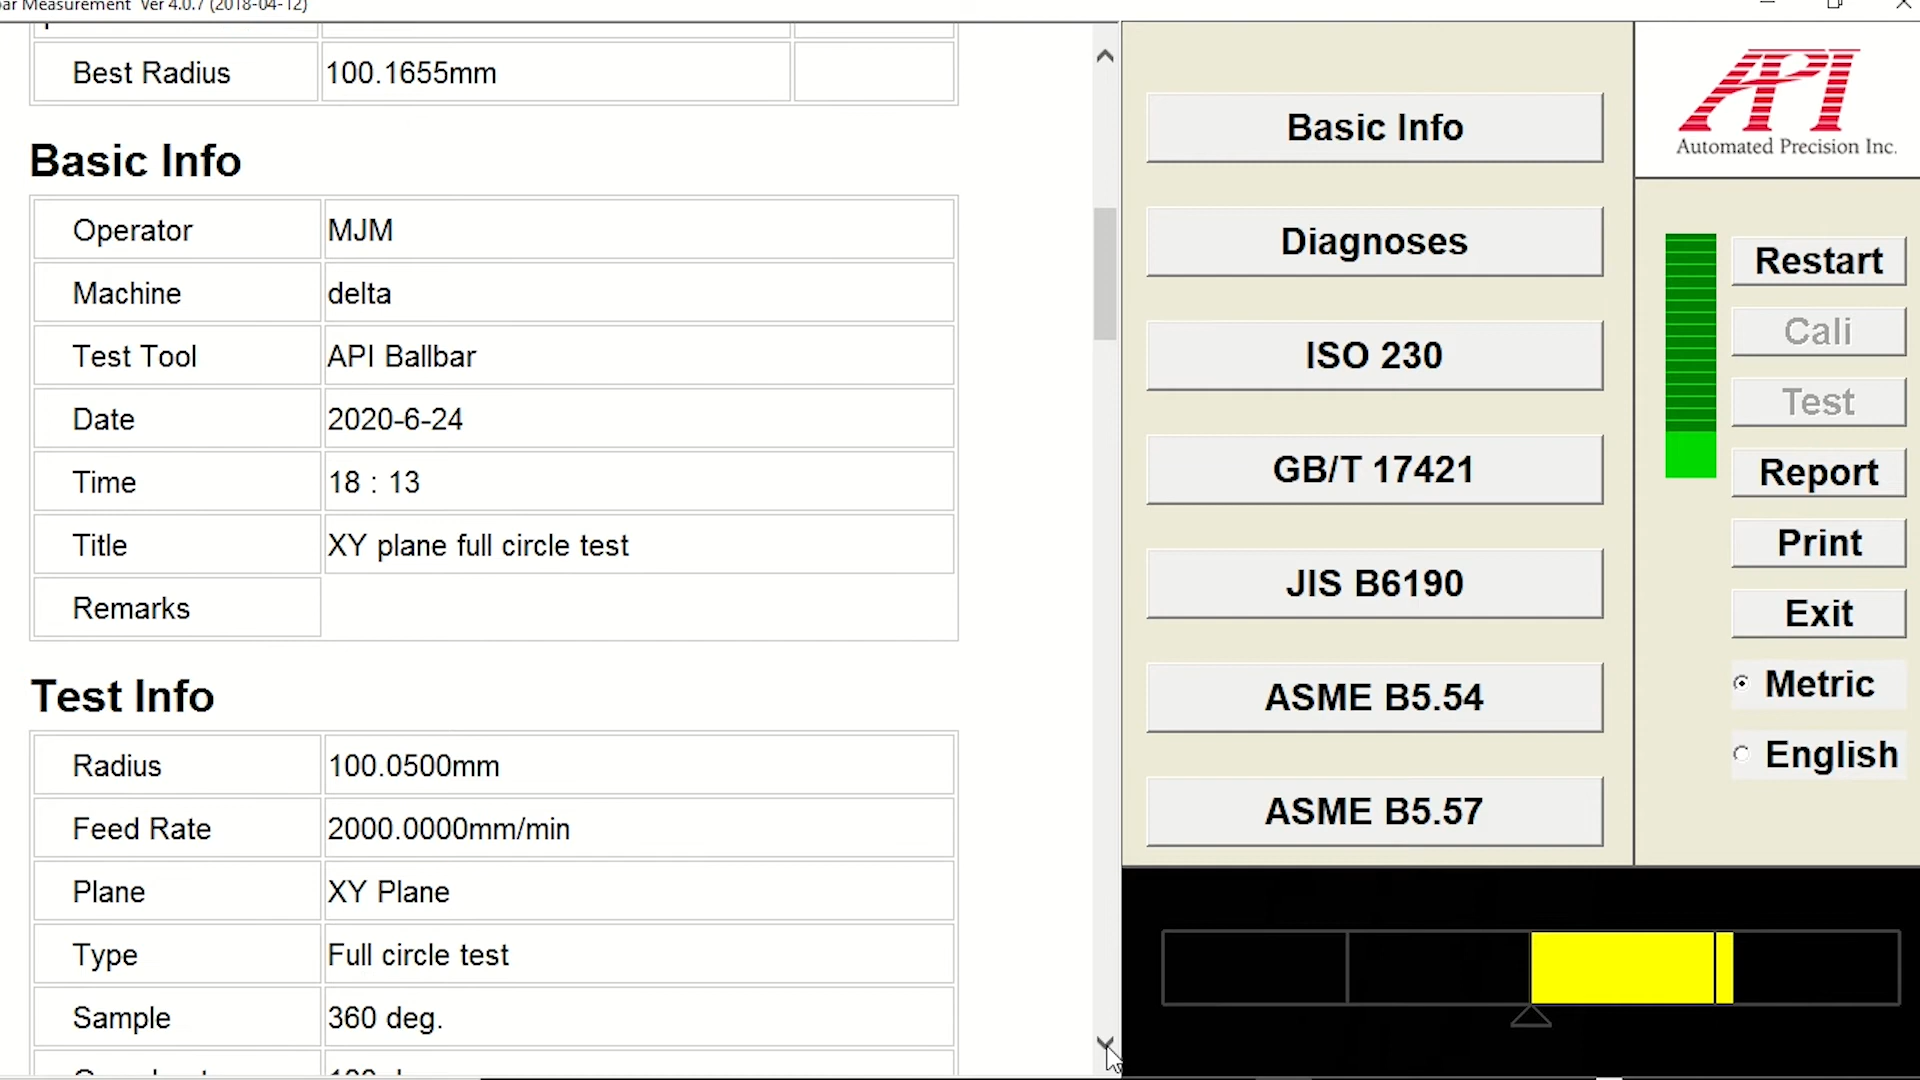 bar Measurement Ver 4.0.7 (2018-04-12)
Best Radius 100.1655mm
Basic Info
Operator MJM
Machine delta
Test Tool API Ballbar
Date 2020-6-24
Time 18 : 13
Title XY plane full circle test
Remarks
Test Info
Radius 100.0500mm
Feed Rate 2000.0000mm/min
Plane XY Plane
Type Full circle test
Sample 360 deg.
Basic Info
Diagnoses
ISO 230
GB/T 17421
JIS B6190
ASME B5.54
ASME B5.57
API
Automated Precision Inc.
Restart
Cali
Test
Report
Print
Exit
Metric
English